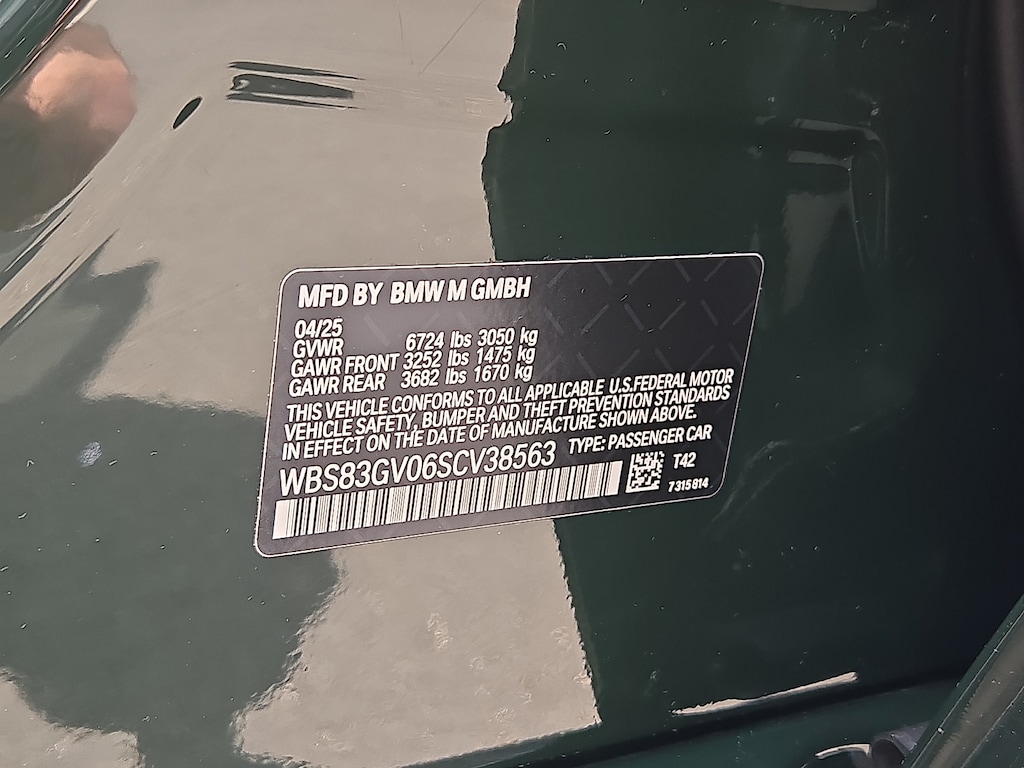 MFD BY BMW M GMBH
04/25
GVWR 6724 lbs 3050 kg
GAWR FRONT 3252 lbs 1475 kg
GAWR REAR 3682 lbs 1670 kg
THIS VEHICLE CONFORMS TO ALL APPLICABLE U.S.FEDERAL MOTOR
VEHICLE SAFETY, BUMPER AND THEFT PREVENTION STANDARDS
IN EFFECT ON THE DATE OF MANUFACTURE SHOWN ABOVE.
WBS83GV06SCV38563 TYPE: PASSENGER CAR
T42
7315814